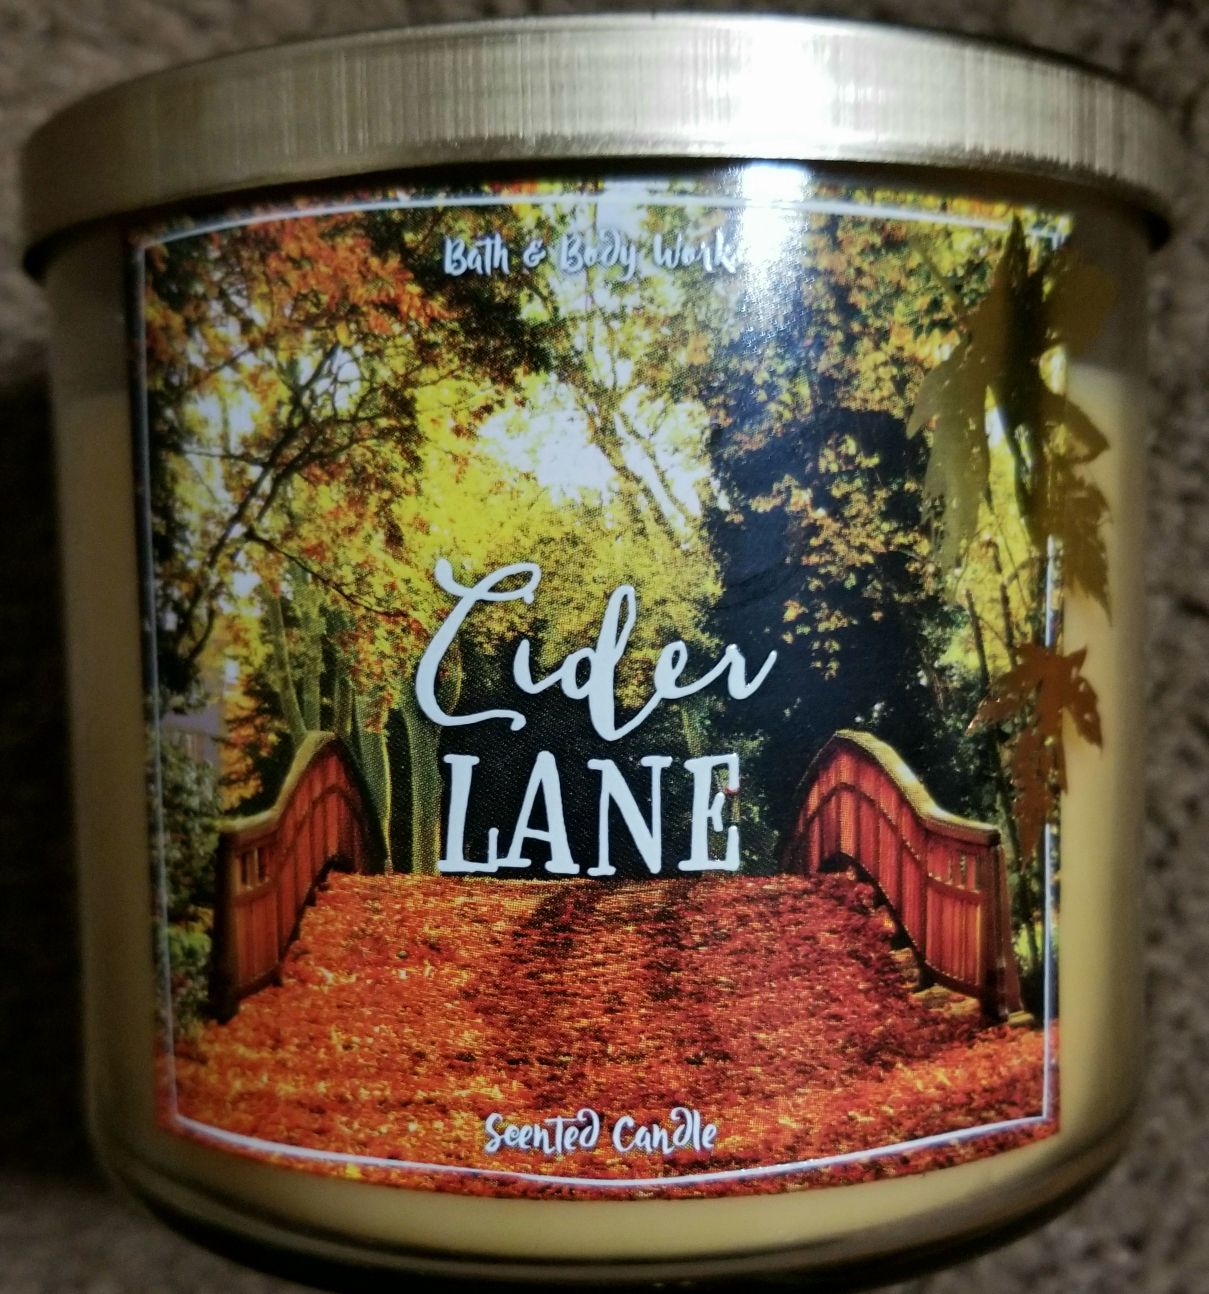 Bath & Body Works
Cider
LANE
Scented Candle